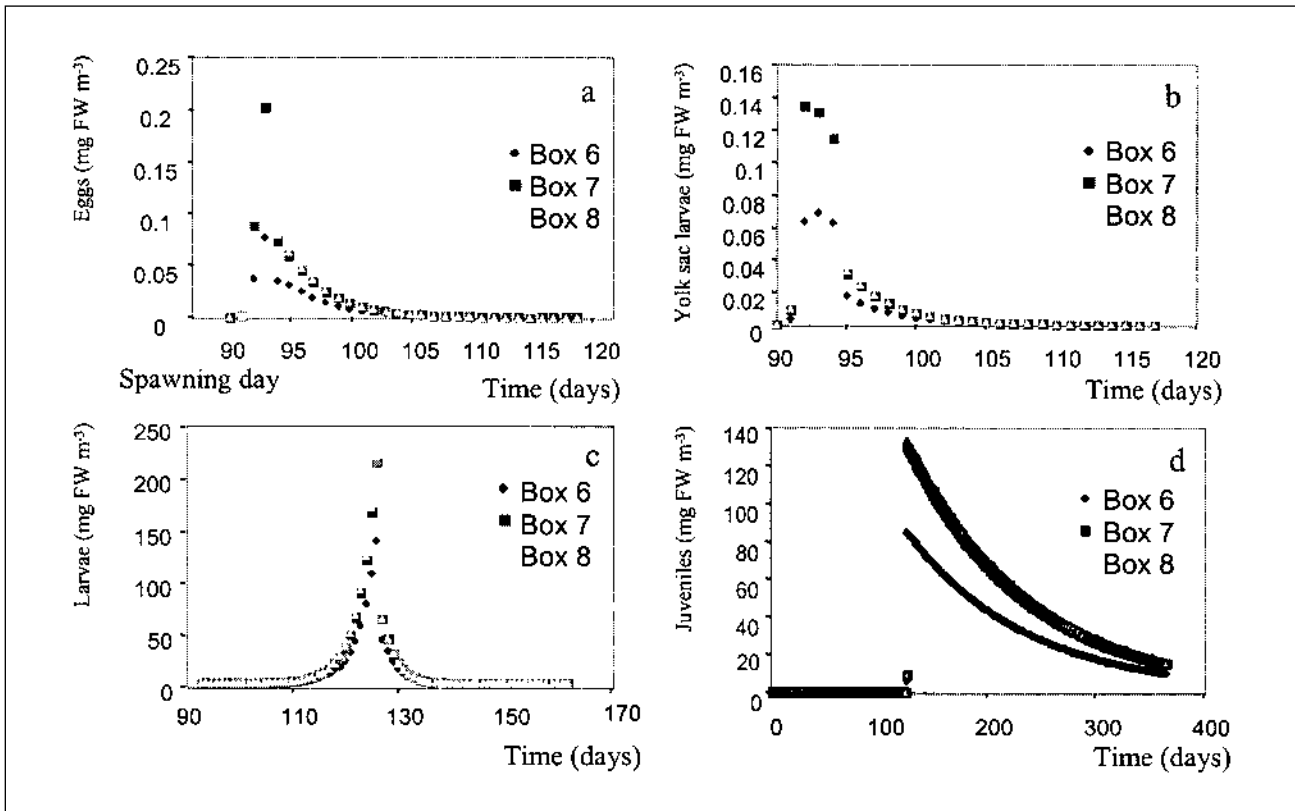 a
Eggs (mg FW m-3)
0.25
0.2
0.15
0.1
0.05
0
Box 6
Box 7
Box 8
90 95 100 105 110 115 120
Spawning day
Time (days)
b
Yolk sac larvae (mg FW m-3)
0.16
0.14
0.12
0.1
0.08
0.06
0.04
0.02
0
Box 6
Box 7
Box 8
90 95 100 105 110 115 120
Time (days)
c
Larvae (mg FW m-3)
250
200
150
100
50
0
Box 6
Box 7
Box 8
90 110 130 150 170
Time (days)
d
Juveniles (mg FW m-3)
140
120
100
80
60
40
20
0
Box 6
Box 7
Box 8
0 100 200 300 400
Time (days)